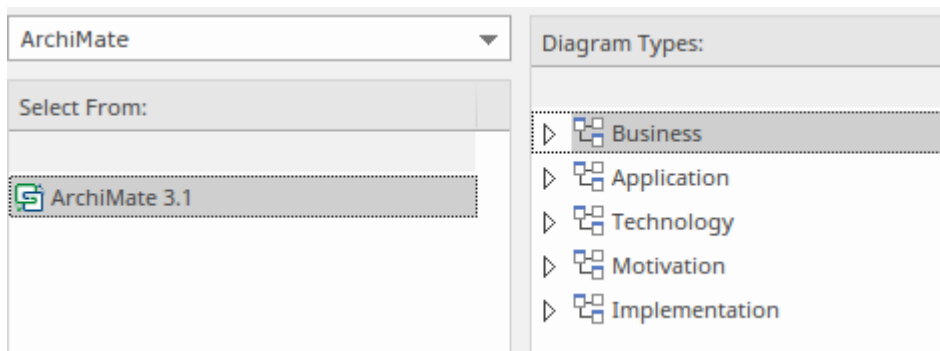 ArchiMate
Select From:
ArchiMate 3.1
Diagram Types:
Business
Application
Technology
Motivation
Implementation